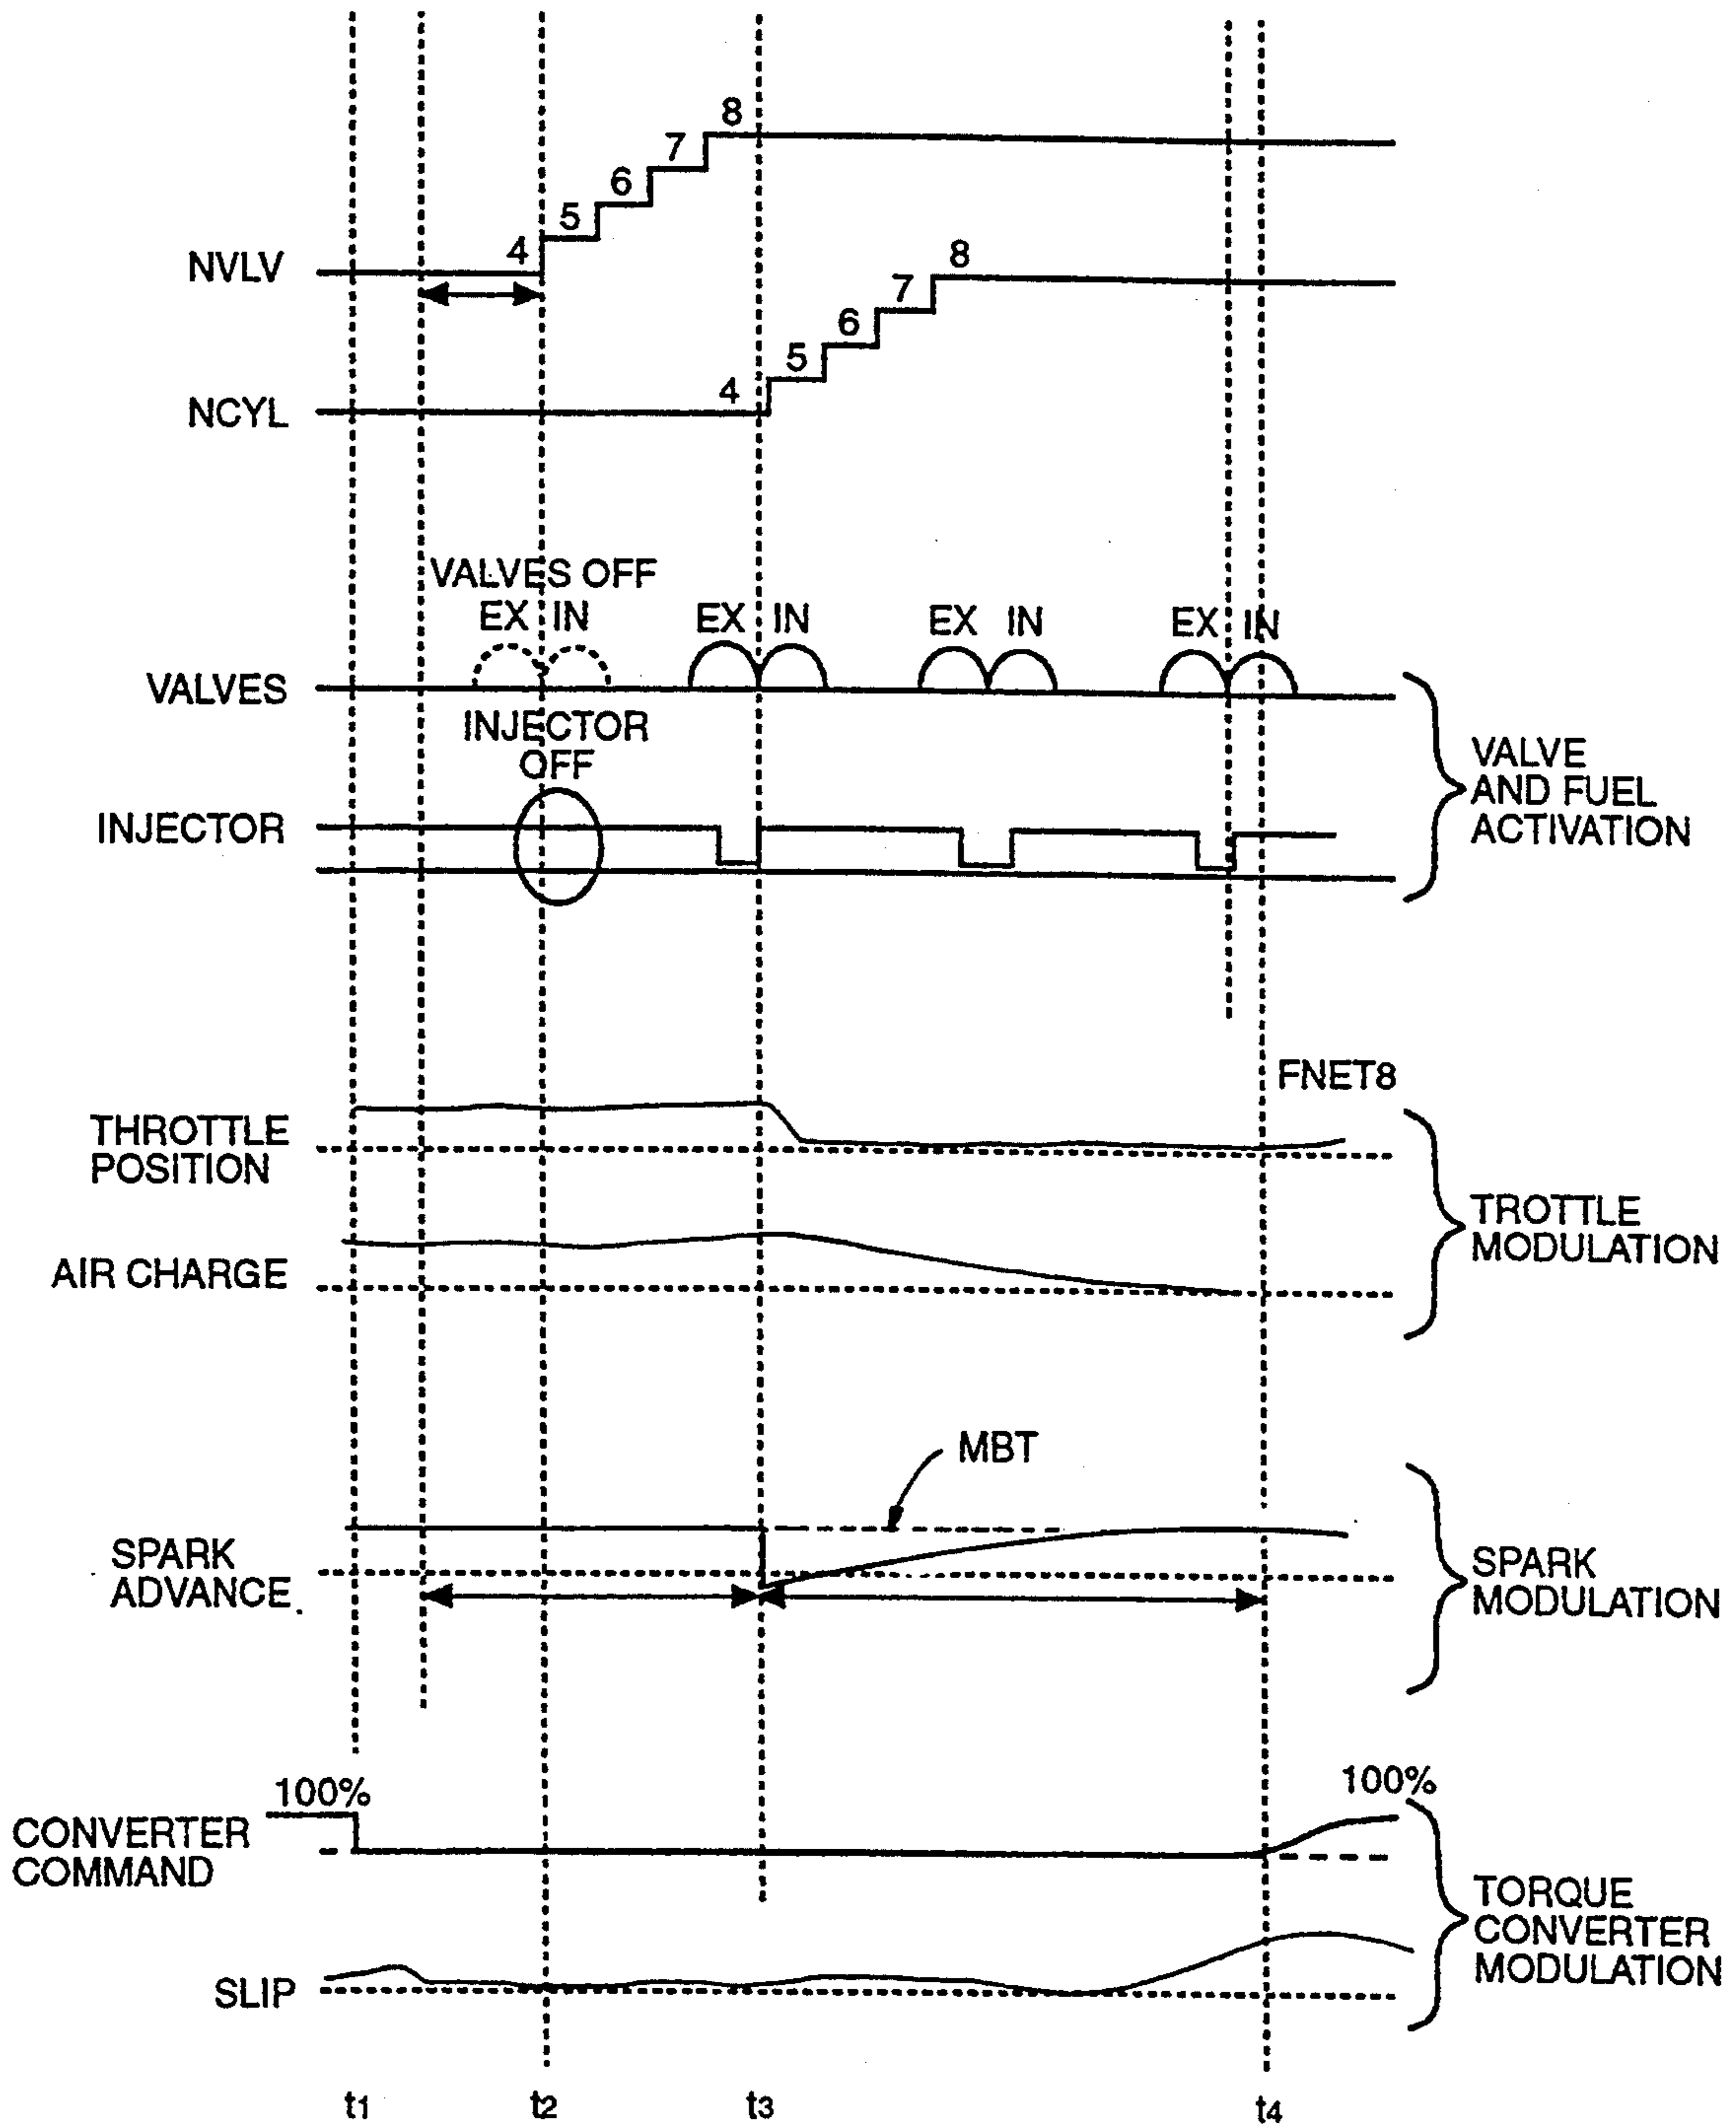 8
7
6
5
4
NVLV
8
7
6
5
4
NCYL
VALVES OFF
EX IN
EX IN
EX IN
EX IN
VALVES
INJECTOR
OFF
INJECTOR
VALVE
AND FUEL
ACTIVATION
FNET8
THROTTLE
POSITION
AIR CHARGE
TROTTLE
MODULATION
MBT
SPARK
ADVANCE
SPARK
MODULATION
100%
100%
CONVERTER
COMMAND
TORQUE
CONVERTER
MODULATION
SLIP
t1 t2 t3 t4